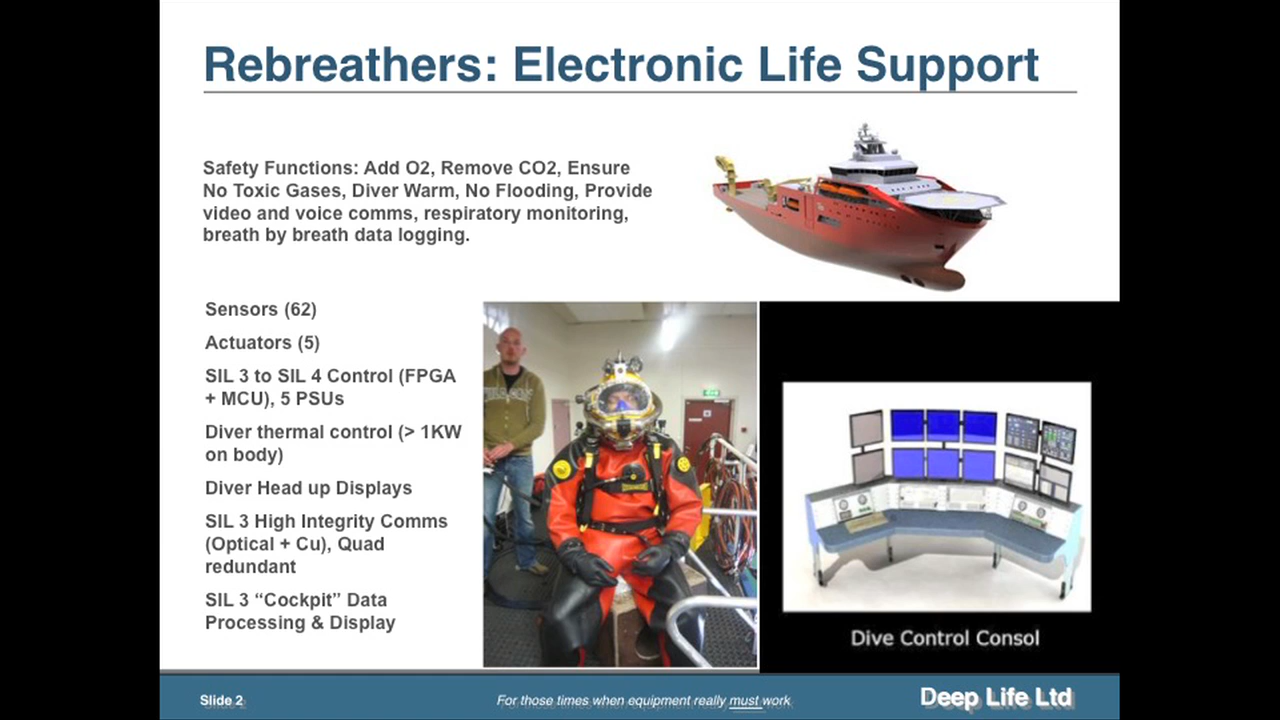 Rebreathers: Electronic Life Support
Safety Functions: Add O2, Remove CO2, Ensure
No Toxic Gases, Diver Warm, No Flooding, Provide
video and voice comms, respiratory monitoring,
breath by breath data logging.
Sensors (62)
Actuators (5)
SIL 3 to SIL 4 Control (FPGA
+ MCU), 5 PSUs
Diver thermal control (> 1KW
on body)
Diver Head up Displays
SIL 3 High Integrity Comms
(Optical + Cu), Quad
redundant
SIL 3 “Cockpit” Data
Processing & Display
Dive Control Consol
Slide 2
For those times when equipment really must work
Deep Life Ltd